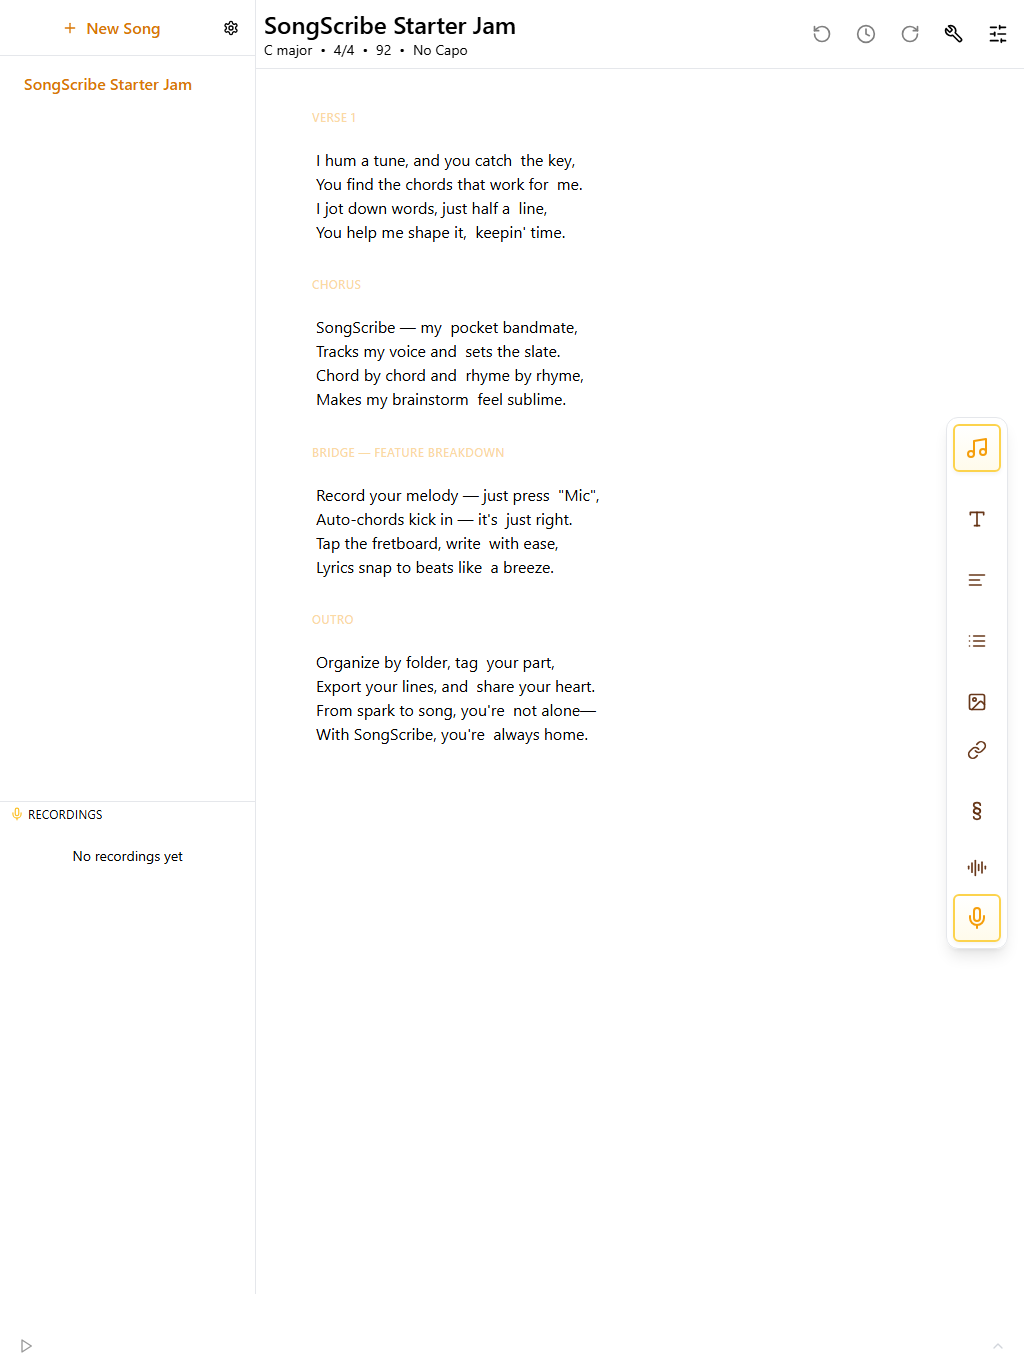 New Song
SongScribe Starter Jam
RECORDINGS
No recordings yet
SongScribe Starter Jam
C major • 4/4 • 92 • No Capo
VERSE 1
I hum a tune, and you catch the key,
You find the chords that work for me.
I jot down words, just half a line,
You help me shape it, keepin' time.
CHORUS
SongScribe — my pocket bandmate,
Tracks my voice and sets the slate.
Chord by chord and rhyme by rhyme,
Makes my brainstorm feel sublime.
BRIDGE — FEATURE BREAKDOWN
Record your melody — just press "Mic",
Auto-chords kick in — it's just right.
Tap the fretboard, write with ease,
Lyrics snap to beats like a breeze.
OUTRO
Organize by folder, tag your part,
Export your lines, and share your heart.
From spark to song, you're not alone—
With SongScribe, you're always home.
§